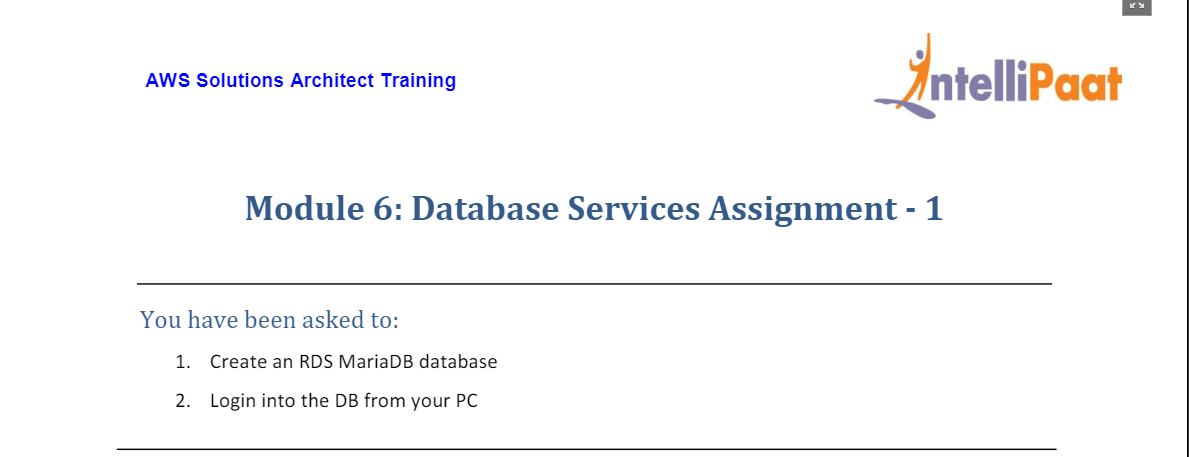 AWS Solutions Architect Training
IntelliPaat
Module 6: Database Services Assignment - 1
You have been asked to:
1. Create an RDS MariaDB database
2. Login into the DB from your PC